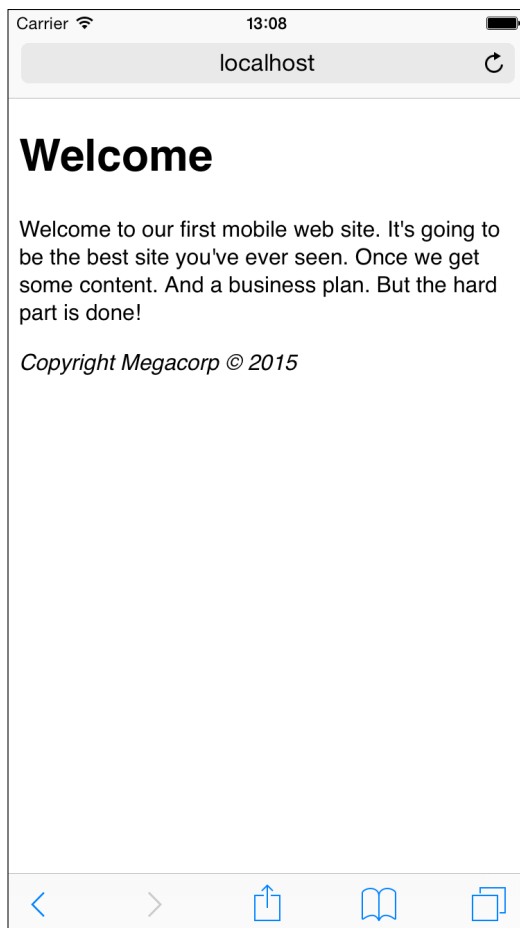 Carrier 13:08
localhost
Welcome
Welcome to our first mobile web site. It's going to
be the best site you've ever seen. Once we get
some content. And a business plan. But the hard
part is done!
Copyright Megacorp © 2015